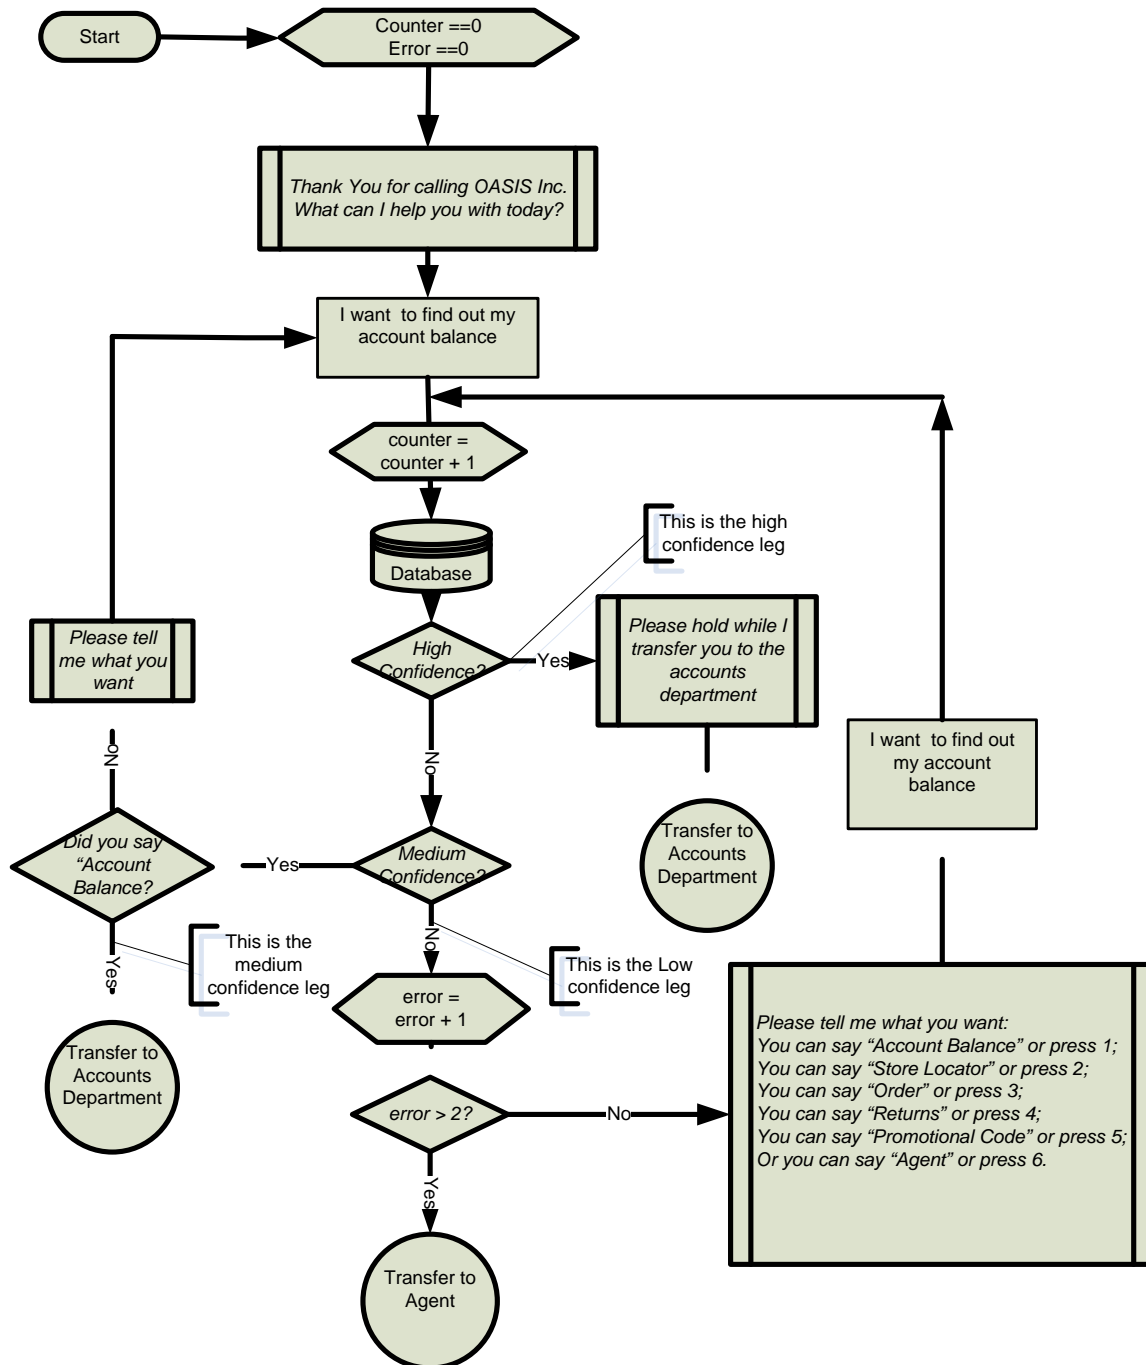 Start
Counter ==0
Error ==0
Thank You for calling OASIS Inc.
What can I help you with today?
I want  to find out my
account balance
counter =
counter + 1
This is the high
confidence leg
Database
Please tell
me what you
want
High
Confidence?
Yes
Please hold while I
transfer you to the
accounts
department
I want  to find out
my account
balance
No
No
Did you say
“Account
Balance?
Yes
Medium
Confidence?
Transfer to
Accounts
Department
Yes
This is the
medium
confidence leg
No
This is the Low
confidence leg
error =
error + 1
Transfer to
Accounts
Department
Please tell me what you want:
You can say “Account Balance” or press 1;
You can say “Store Locator” or press 2;
You can say “Order” or press 3;
You can say “Returns” or press 4;
You can say “Promotional Code” or press 5;
Or you can say “Agent” or press 6.
error > 2?
No
Yes
Transfer to
Agent